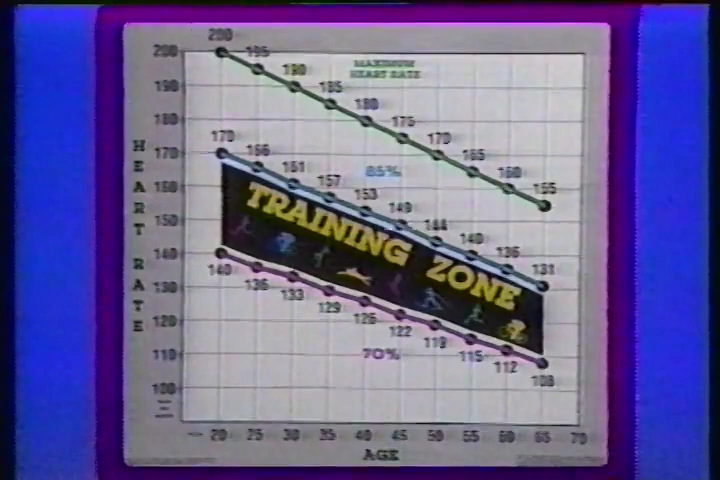 MAXIMUM
HEART RATE
200 195 190 185 180 175 170 165 160 155
85%
170 166 161 157 153 149 144 140 136 131
TRAINING ZONE
140 136 133 129 126 122 119 115 112 108
70%
HEART RATE
200
190
180
170
160
150
140
130
120
110
100
20 25 30 35 40 45 50 55 60 65 70
AGE